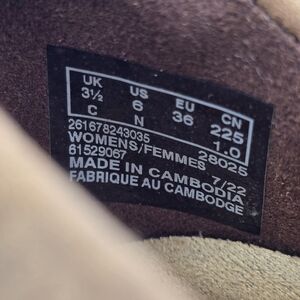 UK US EU CN
3½ 6 36 225
C N 1.0
261678243035
WOMENS/FEMMES 28025
61529067 7/22
MADE IN CAMBODIA
FABRIQUE AU CAMBODGE